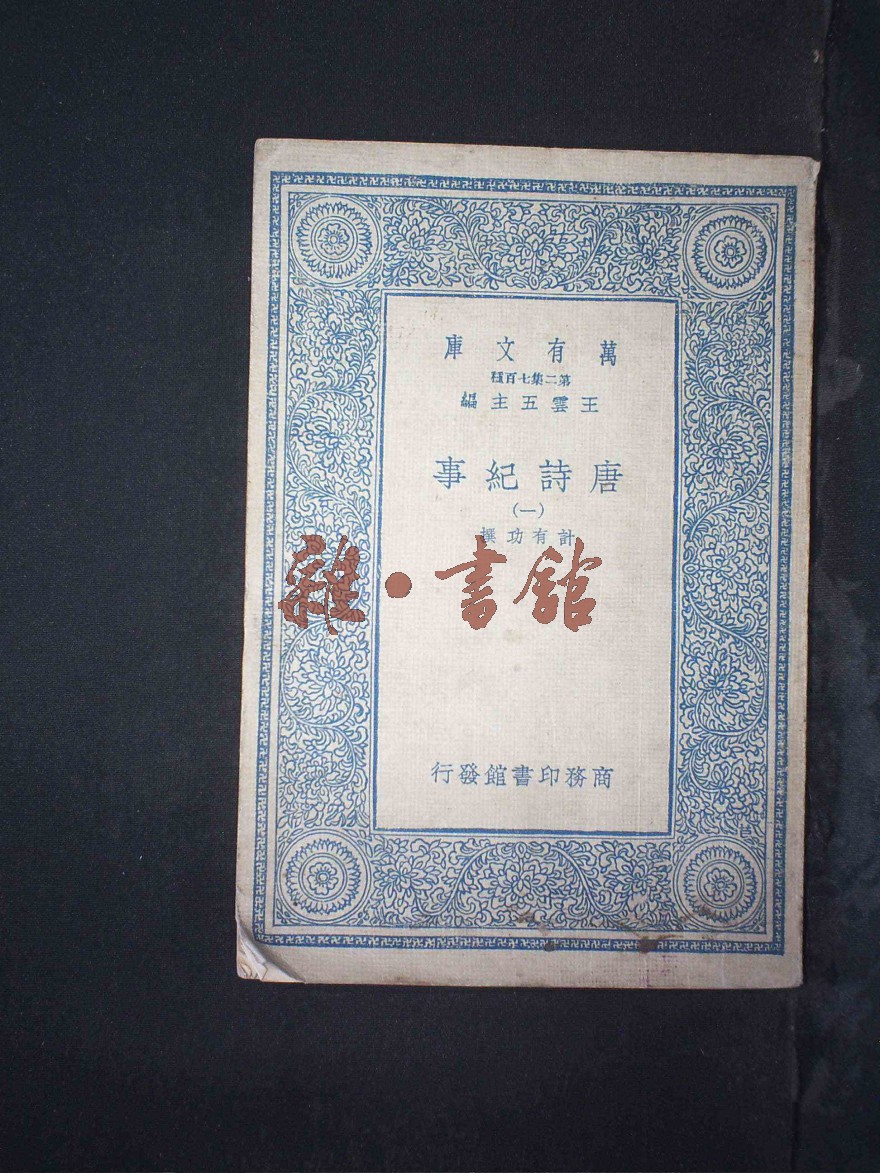 萬有文庫
第二集七百種
王雲五主編
唐詩紀事
(一)
計有功撰
雜·書館
商務印書館發行